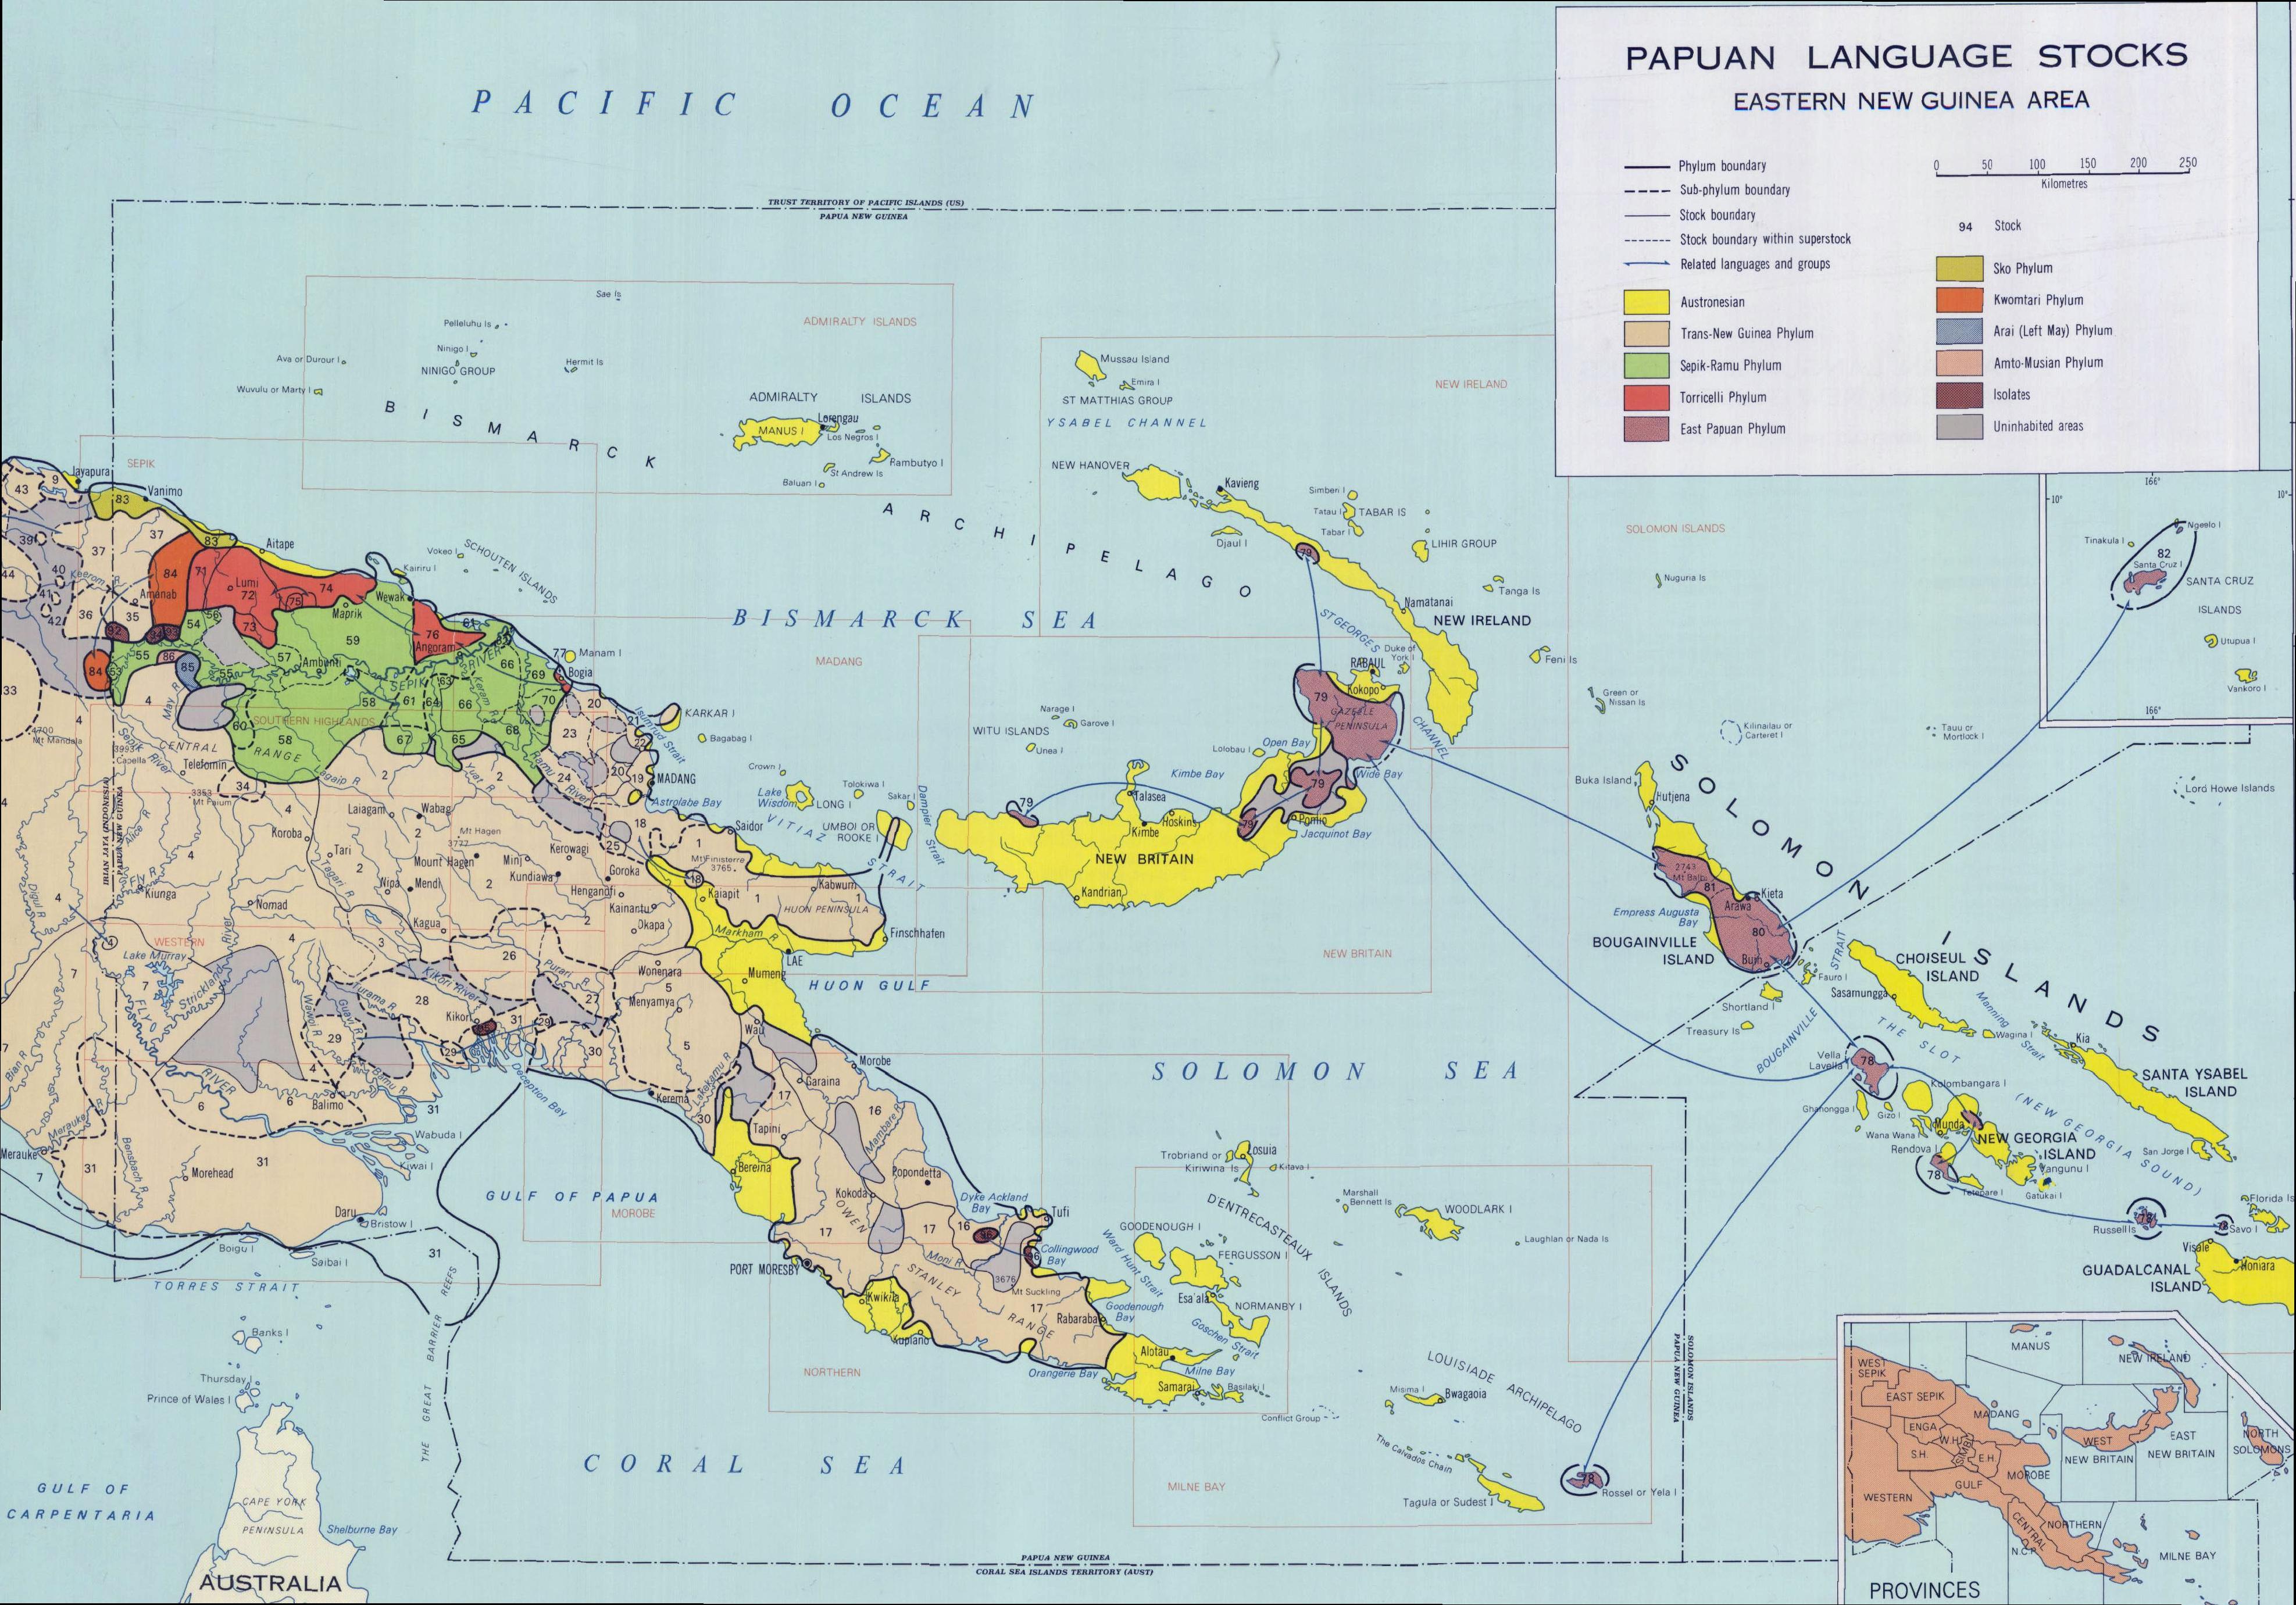 PAPUAN LANGUAGE STOCKS
EASTERN NEW GUINEA AREA
Phylum boundary
Sub-phylum boundary
Stock boundary
Stock boundary within superstock
Related languages and groups
Austronesian
Trans-New Guinea Phylum
Sepik-Ramu Phylum
Torricelli Phylum
East Papuan Phylum
0 50 100 150 200 250
Kilometres
94 Stock
Sko Phylum
Kwomtari Phylum
Arai (Left May) Phylum
Amto-Musian Phylum
Isolates
Uninhabited areas
PACIFIC OCEAN
TRUST TERRITORY OF PACIFIC ISLANDS (US)
PAPUA NEW GUINEA
Sae Is
ADMIRALTY ISLANDS
Pelleluhu Is
Ninigo I
NINIGO GROUP
Hermit Is
Ava or Durour I
Wuvulu or Marty I
BISMARCK
ARCHIPELAGO
ADMIRALTY ISLANDS
MANUS I
Lorengau
Los Negros I
Rambutyo I
St Andrew Is
Baluan I
Mussau Island
Emira I
ST MATTHIAS GROUP
YSABEL CHANNEL
NEW IRELAND
NEW HANOVER
Kavieng
Simberi I
Tatau I
TABAR IS
Tabar I
Djaul I
LIHIR GROUP
Tanga Is
Namatanai
NEW IRELAND
Feni Is
ST GEORGES
CHANNEL
Duke of
York I
RABAUL
Kokopo
GAZELLE
PENINSULA
79
79
79
79
79
Open Bay
Wide Bay
Lolobau I
Kimbe Bay
Pomio
Jacquinot Bay
Talasea
Hoskins
Kimbe
NEW BRITAIN
Kandrian
NEW BRITAIN
WITU ISLANDS
Narage I
Garove I
Unea I
BISMARCK SEA
SEPIK
Jayapura
Vanimo
Aitape
Vokeo I
SCHOUTEN ISLANDS
Kairiru I
Wewak
Lumi
Maprik
Amanab
Keerom R
Angoram
Ambunti
SEPIK RIVER
Keram R
Manam I
Bogia
MADANG
KARKAR I
Bagabag I
Isumrud Strait
MADANG
Astrolabe Bay
Crown I
Lake
Wisdom
LONG I
Tolokiwa I
Sakar I
UMBOI OR
ROOKE I
VITIAZ STRAIT
Dampier Strait
Saidor
Mt Finisterre
3765
Kabwum
HUON PENINSULA
Finschhafen
Kaiapit
Markham R
LAE
Mumeng
HUON GULF
SOUTHERN HIGHLANDS
CENTRAL
RANGE
May R
Sepik River
4700
Mt Mandala
3993
Capella
Telefomin
3353
Mt Faium
Lagaip R
Yuat R
Ramu River
Laiagam
Wabag
Mt Hagen
3777
Mount Hagen
Minj
Kerowagi
Kundiawa
Goroka
Hengangfi
Kainantu
Okapa
Koroba
Tari
Tagari R
Nipa
Mendi
Kagua
Nomad
Kiunga
Alice R
Digul R
WESTERN
Lake Murray
Strickland River
FLY RIVER
IRIAN JAYA (INDONESIA)
PAPUA NEW GUINEA
Kikori River
Purari R
Turama R
Guavi R
Wawoi R
Bamu R
Kikori
Wonenara
Menyamya
Wau
Deception Bay
Kerema
Lakekamu R
Balimo
Wabuda I
Kiwai I
Bian R
Merauke R
Merauke
Bensbach R
Morehead
Daru
Bristow I
Boigu I
Saibai I
TORRES STRAIT
GULF OF PAPUA
MOROBE
Morobe
Garaina
Tapini
Bereina
Mambare R
Popondetta
Kokoda
OWEN STANLEY RANGE
Moni R
Dyke Ackland
Bay
Tufi
Collingwood
Bay
3676
Mt Suckling
PORT MORESBY
Kwikila
Kupiano
Rabaraba
Goodenough
Bay
Orangerie Bay
Alotau
Milne Bay
Samarai
Basilaki I
NORTHERN
Ward Hunt Strait
GOODENOUGH I
FERGUSSON I
Esa'ala
NORMANBY I
Goschen Strait
D'ENTRECASTEAUX ISLANDS
Trobriand or
Kiriwina Is
Losuia
Kitava I
Marshall
Bennett Is
WOODLARK I
Laughlan or Nada Is
SOLOMON SEA
LOUISIADE ARCHIPELAGO
Misima I
Bwagaoia
Conflict Group
The Calvados Chain
Tagula or Sudest I
78
Rossel or Yela I
MILNE BAY
CORAL SEA
PAPUA NEW GUINEA
CORAL SEA ISLANDS TERRITORY (AUST)
SOLOMON ISLANDS
PAPUA NEW GUINEA
THE GREAT BARRIER REEFS
Banks I
Thursday I
Prince of Wales I
GULF OF
CARPENTARIA
CAPE YORK
PENINSULA
Shelburne Bay
AUSTRALIA
SOLOMON ISLANDS
Nuguria Is
Green or
Nissan Is
Kilinailau or
Carteret I
Tauu or
Mortlock I
Lord Howe Islands
SOLOMON ISLANDS
Buka Island
Hutjena
2743
Mt Balbi
81
Kieta
Arawa
80
Buin
Empress Augusta
Bay
BOUGAINVILLE
ISLAND
BOUGAINVILLE STRAIT
Fauro I
Shortland I
Treasury Is
CHOISEUL
ISLAND
Sasamungga
Manning Strait
Wagina I
Kia
THE SLOT
(NEW GEORGIA SOUND)
SANTA YSABEL
ISLAND
San Jorge I
Vella
Lavella I
78
Kolombangara I
Ghanongga I
Gizo I
Wana Wana I
Munda
NEW GEORGIA
ISLAND
Rendova I
78
Vangunu I
Tetepare I
Gatukai I
Russell Is
78
78
Savo I
Florida Is
Visale
Honiara
GUADALCANAL
ISLAND
166°
10°
10°
Ngeelo I
Tinakula I
82
Santa Cruz I
SANTA CRUZ
ISLANDS
Utupua I
Vankoro I
166°
WEST
SEPIK
EAST SEPIK
MANUS
NEW IRELAND
MADANG
ENGA
W.H.
SIMBU
S.H.
E.H.
MOROBE
GULF
WESTERN
CENTRAL
NORTHERN
N.C.P.
WEST
NEW BRITAIN
EAST
NEW BRITAIN
NORTH
SOLOMONS
MILNE BAY
PROVINCES